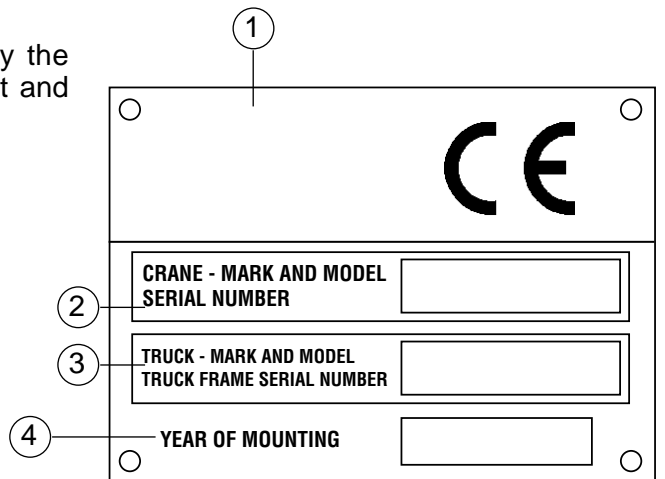 1
y the
t and
CE
CRANE - MARK AND MODEL
SERIAL NUMBER
2
TRUCK - MARK AND MODEL
TRUCK FRAME SERIAL NUMBER
3
4
YEAR OF MOUNTING